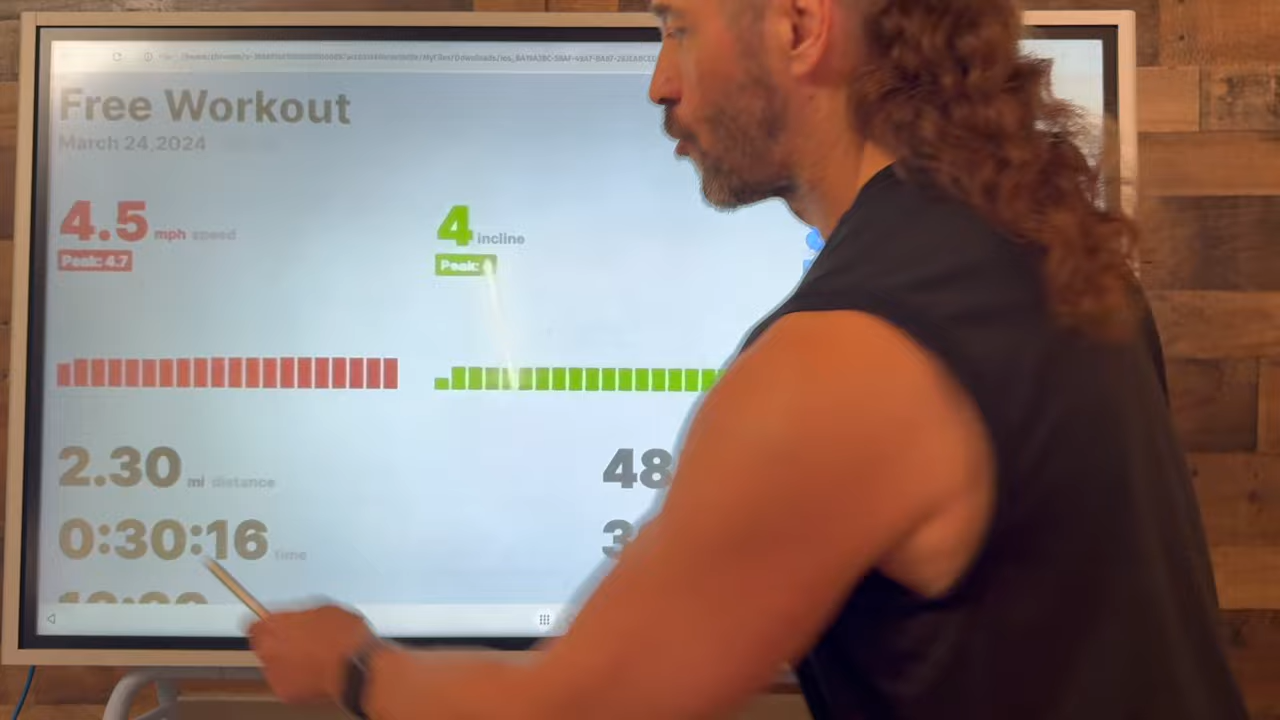 Free Workout
March 24,2024
4.5 mph speed
4 incline
Peak: 4.7
Peak:
2.30 mi distance
48
0:30:16 time
3